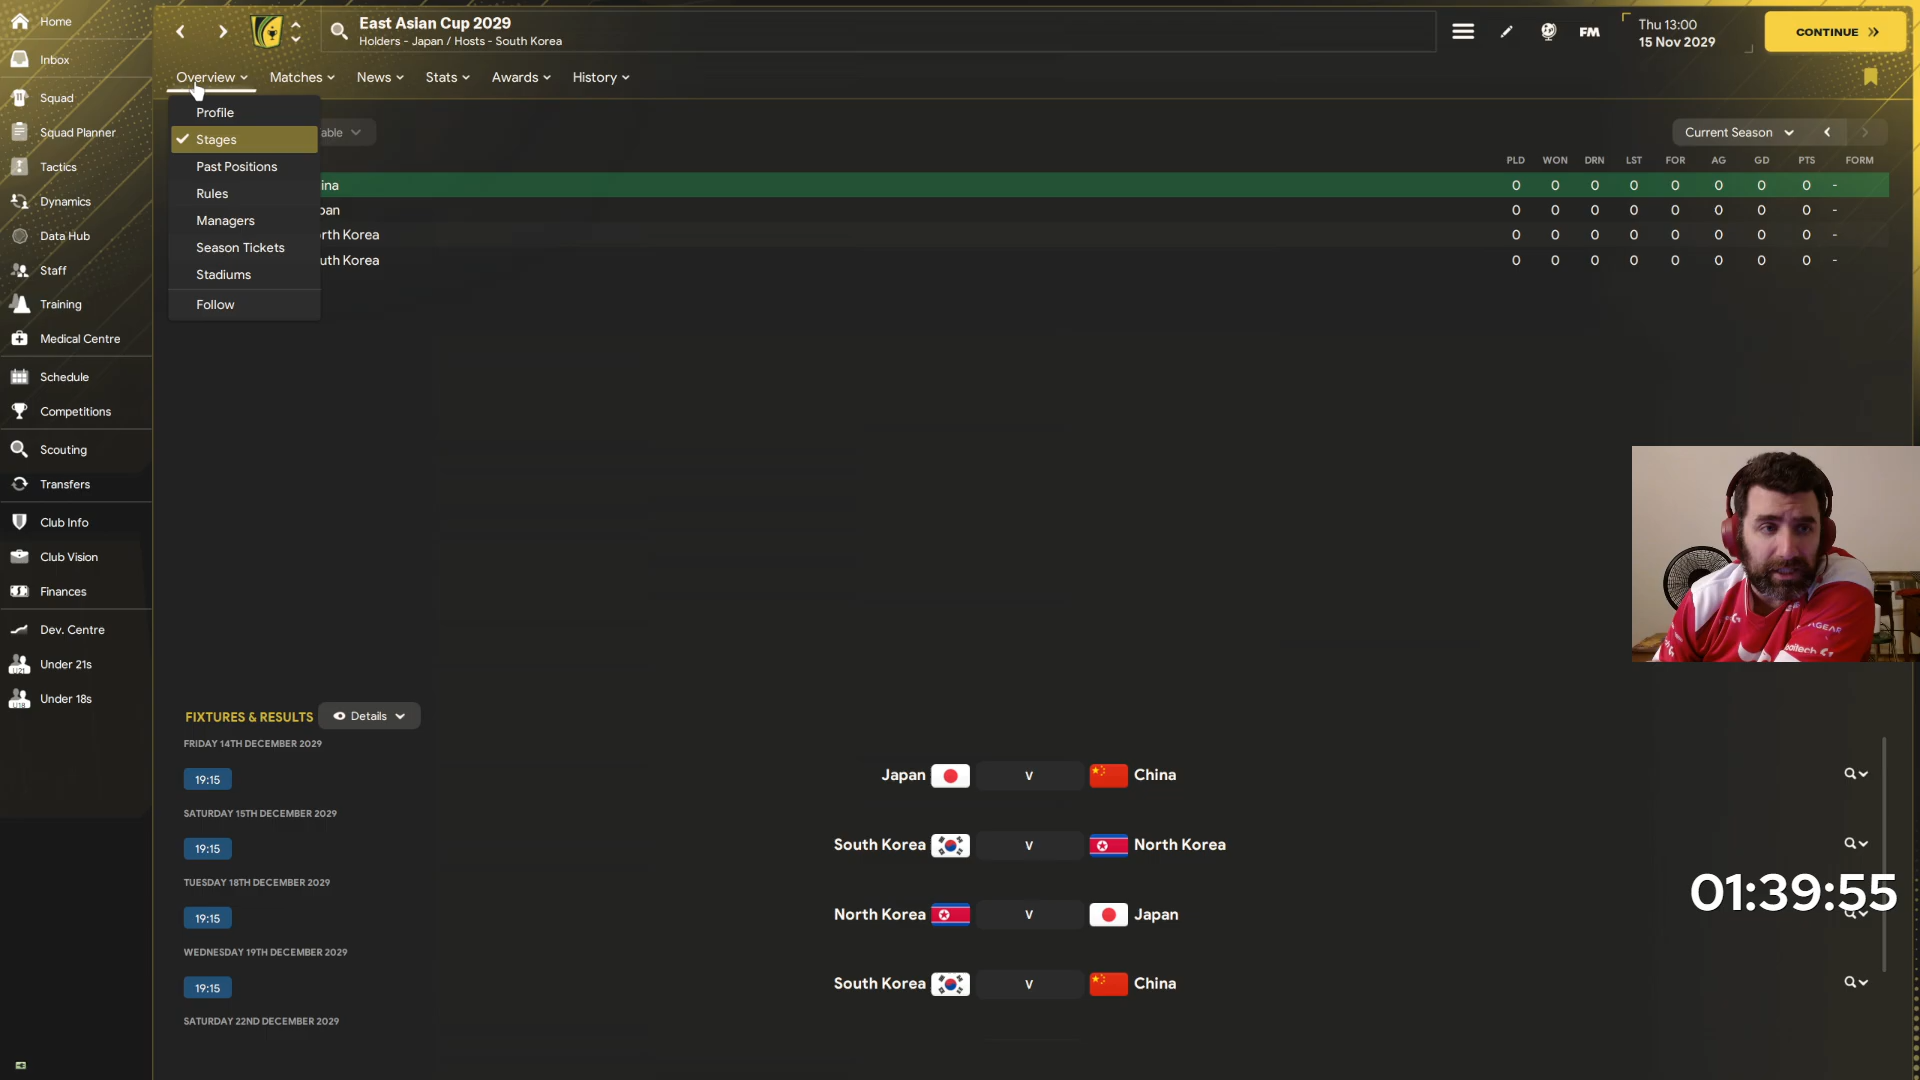 Home
Inbox
Squad
Squad Planner
Tactics
Dynamics
Data Hub
Staff
Training
Medical Centre
Schedule
Competitions
Scouting
Transfers
Club Info
Club Vision
Finances
Dev. Centre
Under 21s
Under 18s
East Asian Cup 2029
Holders - Japan / Hosts - South Korea
FM
Thu 13:00
15 Nov 2029
CONTINUE
Overview Matches News Stats Awards History
Profile
Stages
Past Positions
Rules
Managers
Season Tickets
Stadiums
Follow
able
Current Season
PLD WON DRN LST FOR AG GD PTS FORM
ina 0 0 0 0 0 0 0 0 -
pan 0 0 0 0 0 0 0 0 -
rth Korea 0 0 0 0 0 0 0 0 -
uth Korea 0 0 0 0 0 0 0 0 -
FIXTURES & RESULTS Details
FRIDAY 14TH DECEMBER 2029
19:15 Japan V China
SATURDAY 15TH DECEMBER 2029
19:15 South Korea V North Korea
TUESDAY 18TH DECEMBER 2029
19:15 North Korea V Japan
WEDNESDAY 19TH DECEMBER 2029
19:15 South Korea V China
SATURDAY 22ND DECEMBER 2029
01:39:55